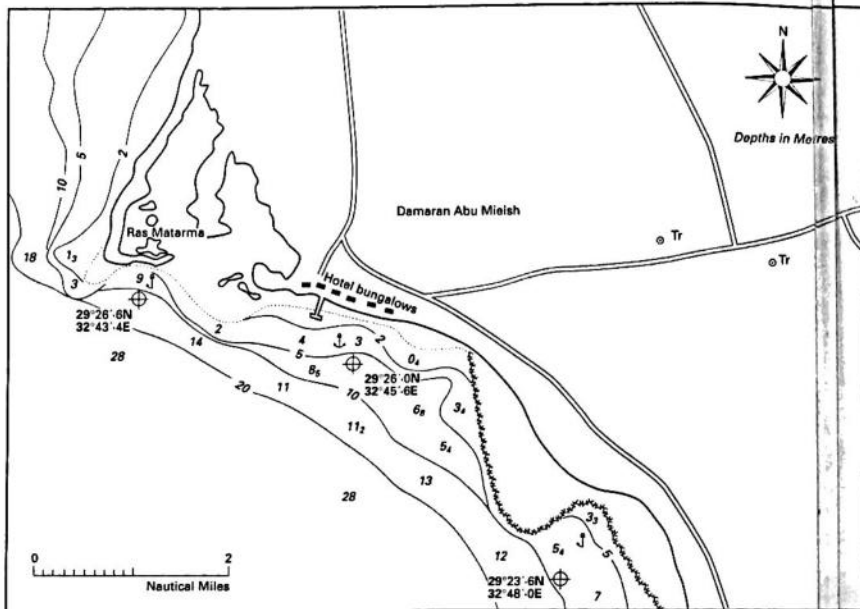 N
Depths in Metres
10
5
2
Ras Matarma
Damaran Abu Mieish
Tr
Tr
18
1₃
3
9
Hotel bungalows
29°26'·6N
32°43'·4E
2
4
3
2
14
5
0₄
28
8₅
29°26'·0N
32°45'·6E
20
11
10
6₈
3₄
11₂
5₄
13
28
3₃
12
5₄
5
29°23'·6N
32°48'·0E
7
0
2
Nautical Miles